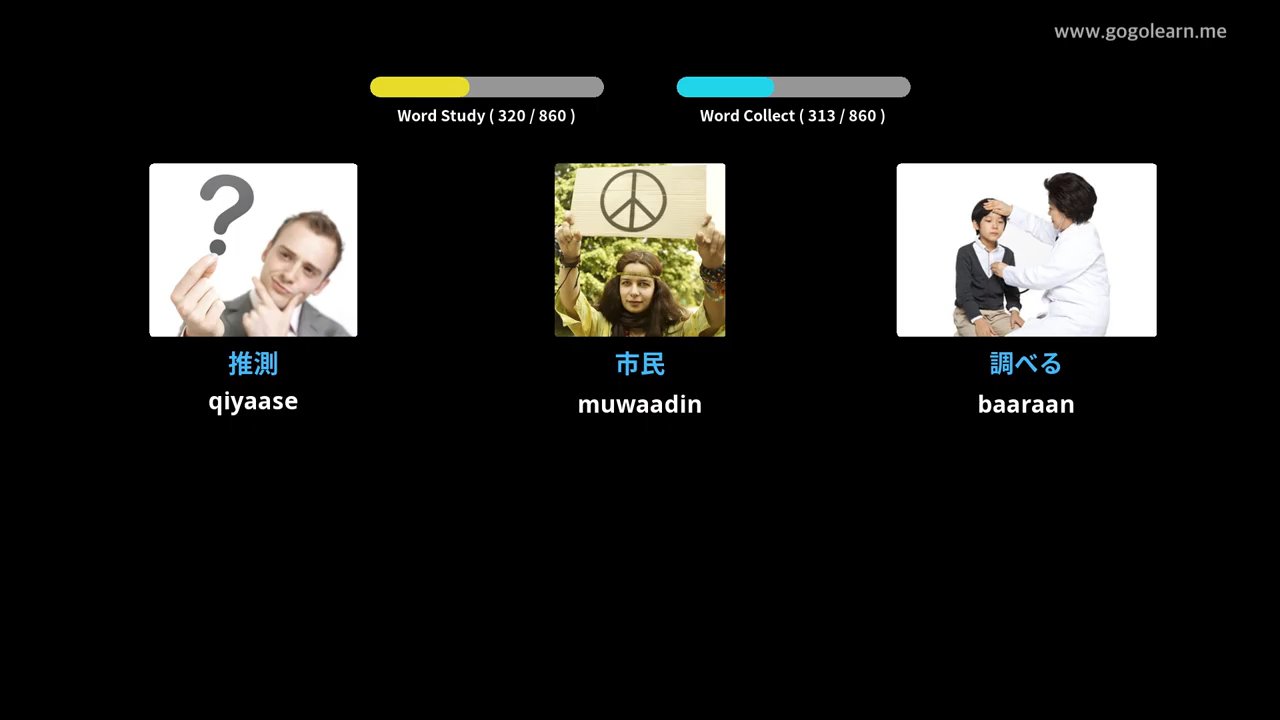 www.gogolearn.me
Word Study ( 320 / 860 )
Word Collect ( 313 / 860 )
推測
市民
調べる
qiyaase
muwaadin
baaraan